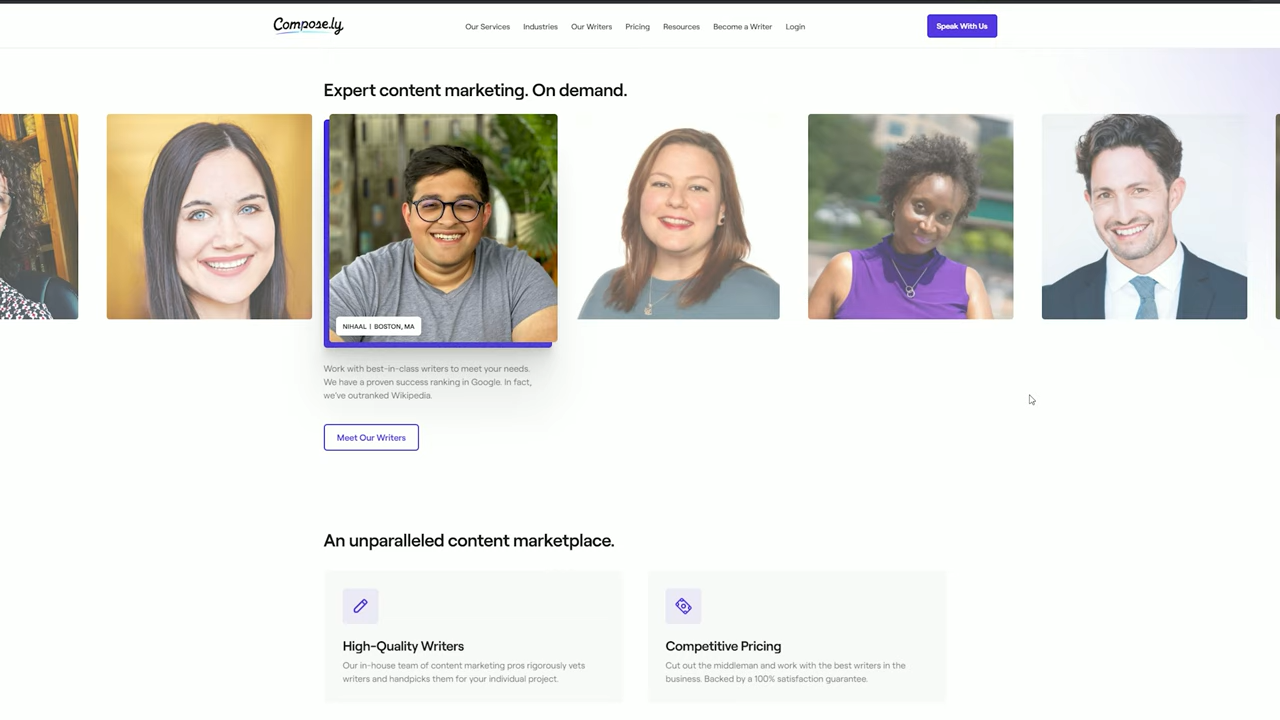 Compose.ly
Our Services
Industries
Our Writers
Pricing
Resources
Become a Writer
Login
Speak With Us
Expert content marketing. On demand.
NIHAAL | BOSTON, MA
Work with best-in-class writers to meet your needs.
We have a proven success ranking in Google. In fact,
we've outranked Wikipedia.
Meet Our Writers
An unparalleled content marketplace.
High-Quality Writers
Our in-house team of content marketing pros rigorously vets
writers and handpicks them for your individual project.
Competitive Pricing
Cut out the middleman and work with the best writers in the
business. Backed by a 100% satisfaction guarantee.